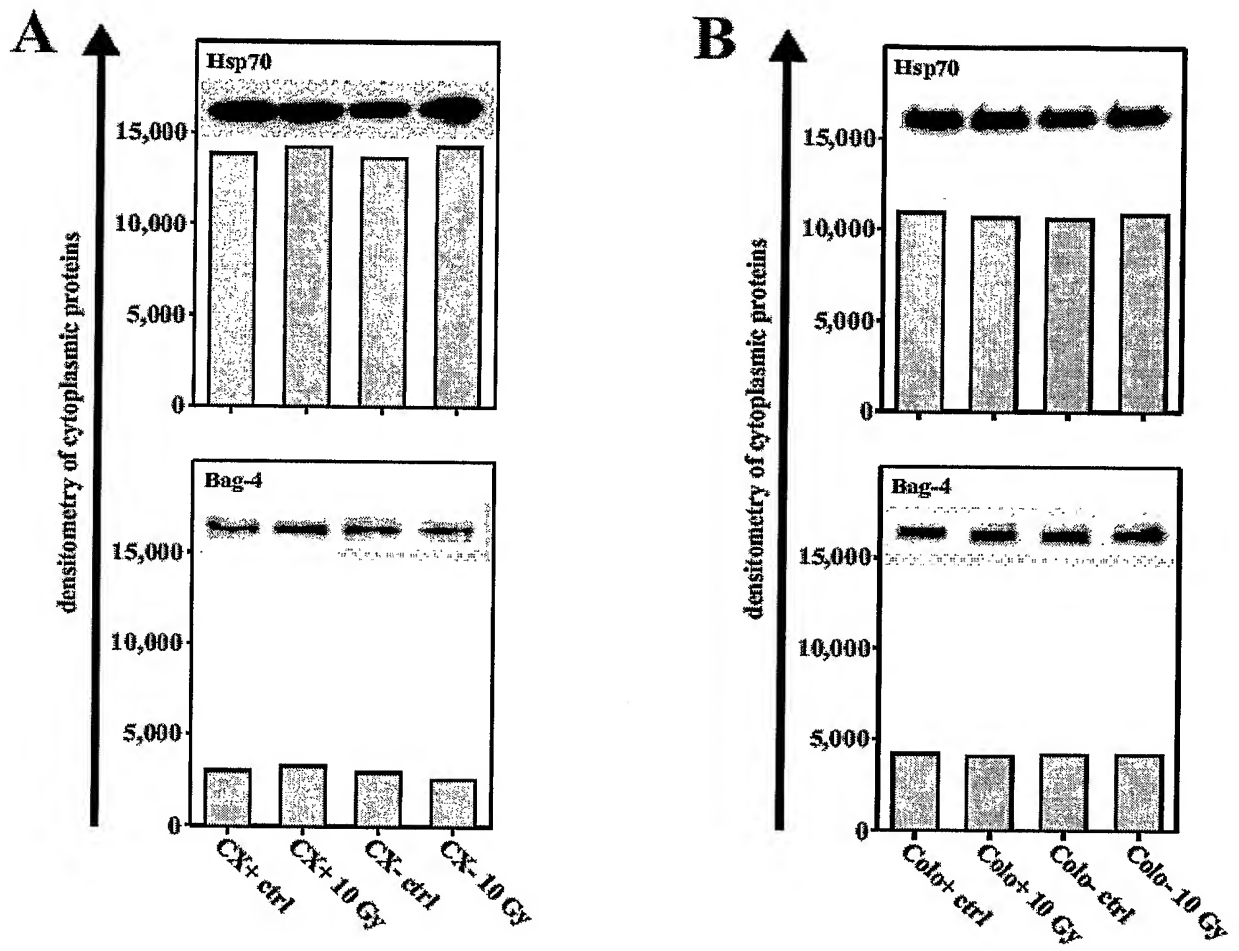 A
densitometry of cytoplasmic proteins
Hsp70
15,000
10,000
5,000
0
Bag-4
15,000
10,000
5,000
0
CX+ ctrl
CX+ 10 Gy
CX- ctrl
CX- 10 Gy
B
densitometry of cytoplasmic proteins
Hsp70
15,000
10,000
5,000
0
Bag-4
15,000
10,000
5,000
0
Colo+ ctrl
Colo+ 10 Gy
Colo- ctrl
Colo- 10 Gy